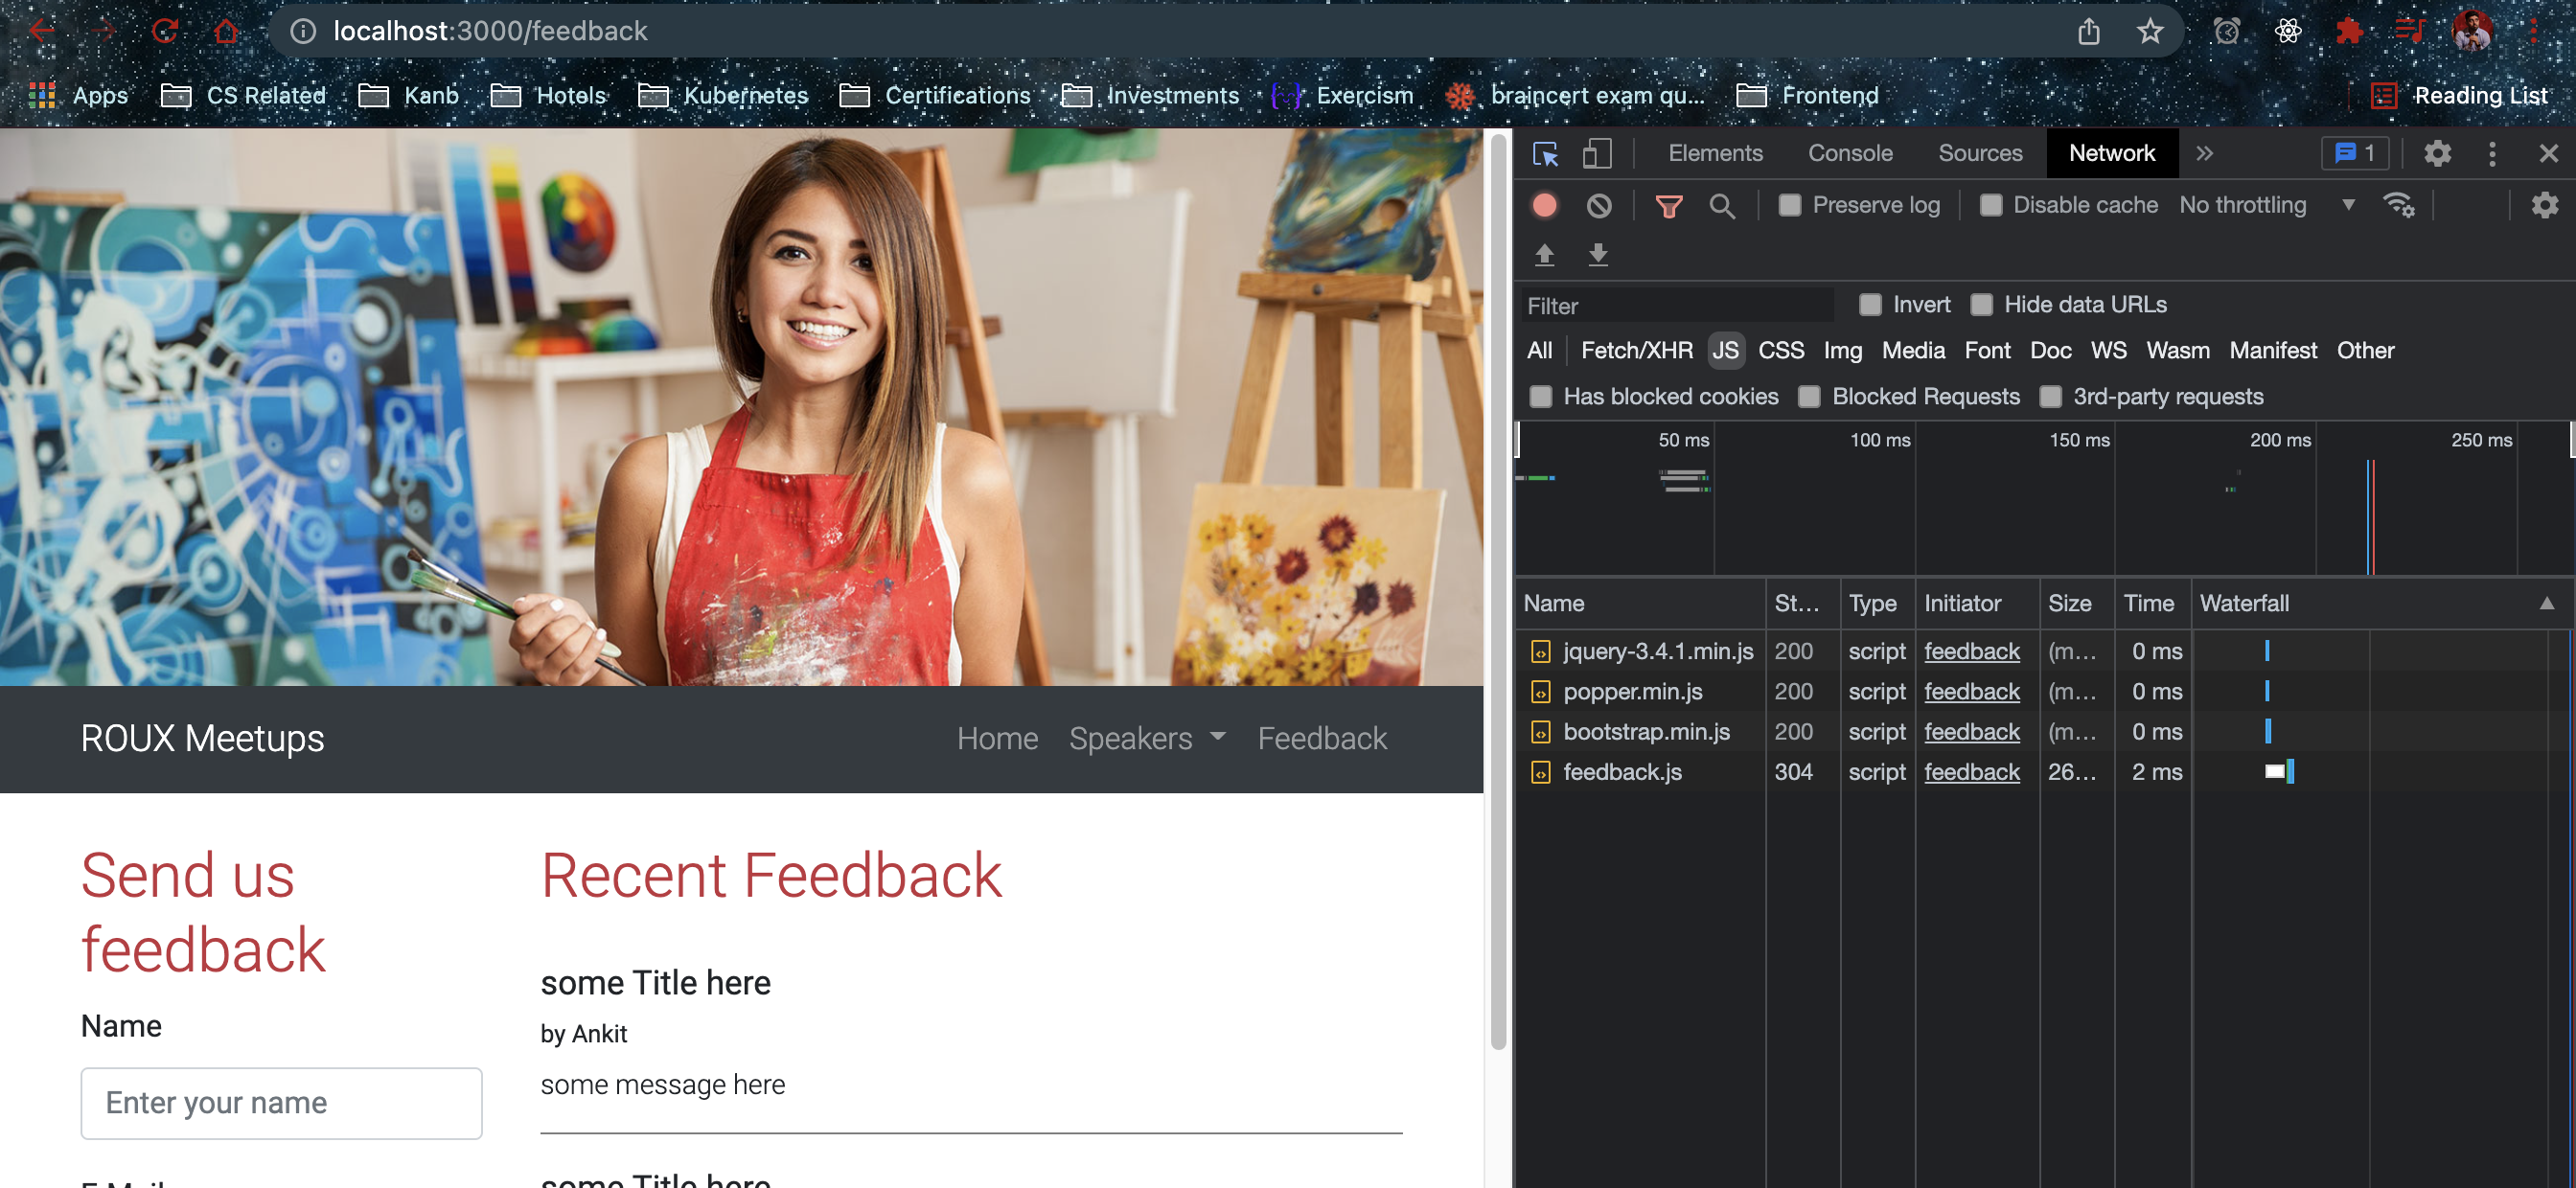 localhost:3000/feedback
Apps CS Related Kanb Hotels Kubernetes Certifications Investments Exercism braincert exam qu... Frontend Reading List
Elements Console Sources Network 1
Preserve log Disable cache No throttling
Filter Invert Hide data URLs
All Fetch/XHR JS CSS Img Media Font Doc WS Wasm Manifest Other
Has blocked cookies Blocked Requests 3rd-party requests
50 ms 100 ms 150 ms 200 ms 250 ms
Name St... Type Initiator Size Time Waterfall
jquery-3.4.1.min.js 200 script feedback (m... 0 ms
popper.min.js 200 script feedback (m... 0 ms
bootstrap.min.js 200 script feedback (m... 0 ms
feedback.js 304 script feedback 26... 2 ms
ROUX Meetups Home Speakers Feedback
Send us
feedback
Name
Enter your name
E-Mail
Recent Feedback
some Title here
by Ankit
some message here
some Title here